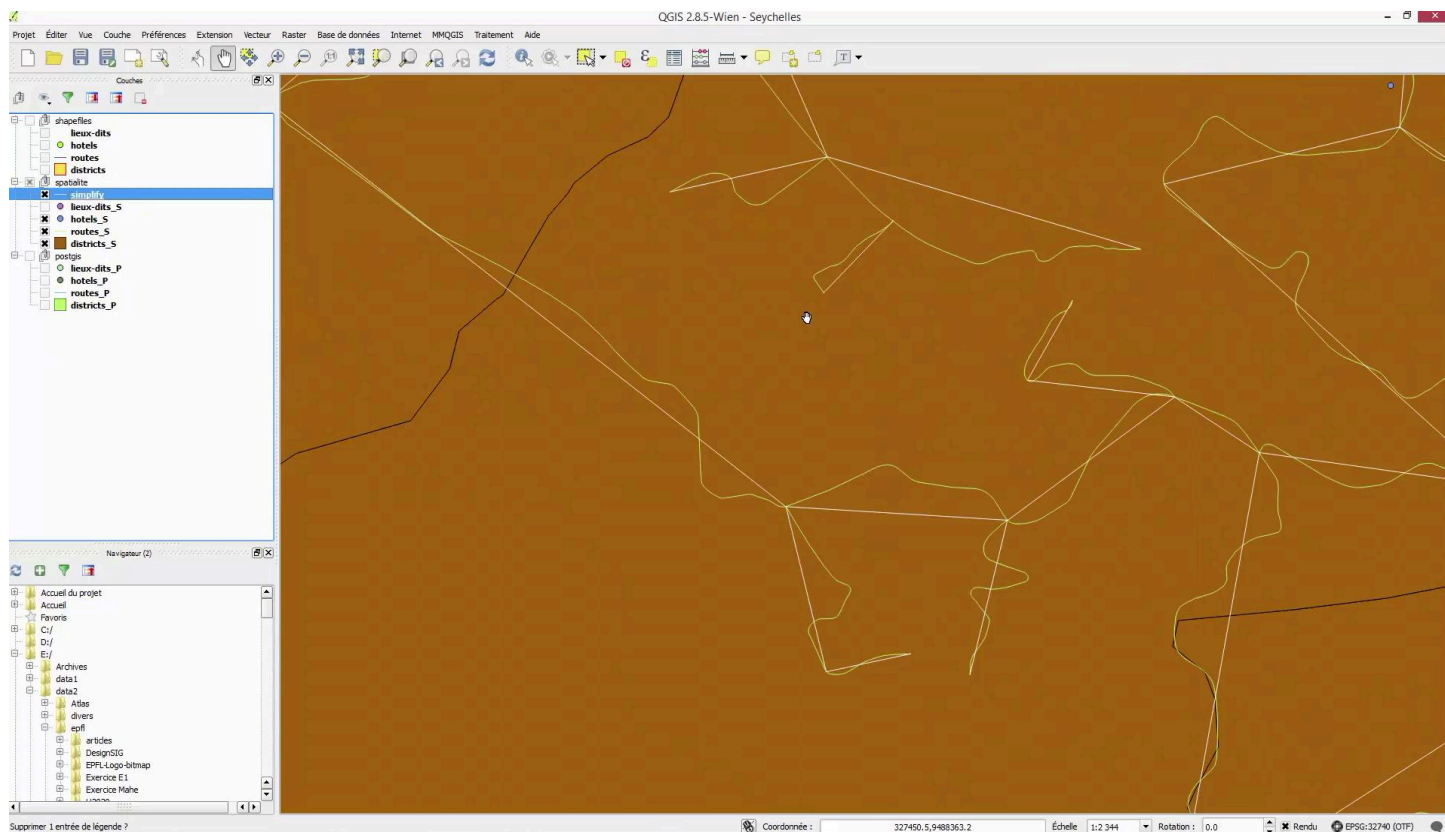 QGIS 2.8.5-Wien - Seychelles
Projet Éditer Vue Couche Préférences Extension Vecteur Raster Base de données Internet MMQGIS Traitement Aide
Couches
shapefiles
lieux-dits
hotels
routes
districts
spatialite
simplify
lieux-dits_S
hotels_S
routes_S
districts_S
postgis
lieux-dits_P
hotels_P
routes_P
districts_P
Navigateur (2)
Accueil du projet
Accueil
Favoris
C:/
D:/
E:/
Archives
data1
data2
Atlas
divers
epfl
articles
DesignSIG
EPFL-Logo-bitmap
Exercice E1
Exercice Mahe
Supprimer 1 entrée de légende ? Coordonnée : 327450.5,9488363.2 Échelle 1:2 344 Rotation : 0.0 Rendu EPSG:32740 (OTF)